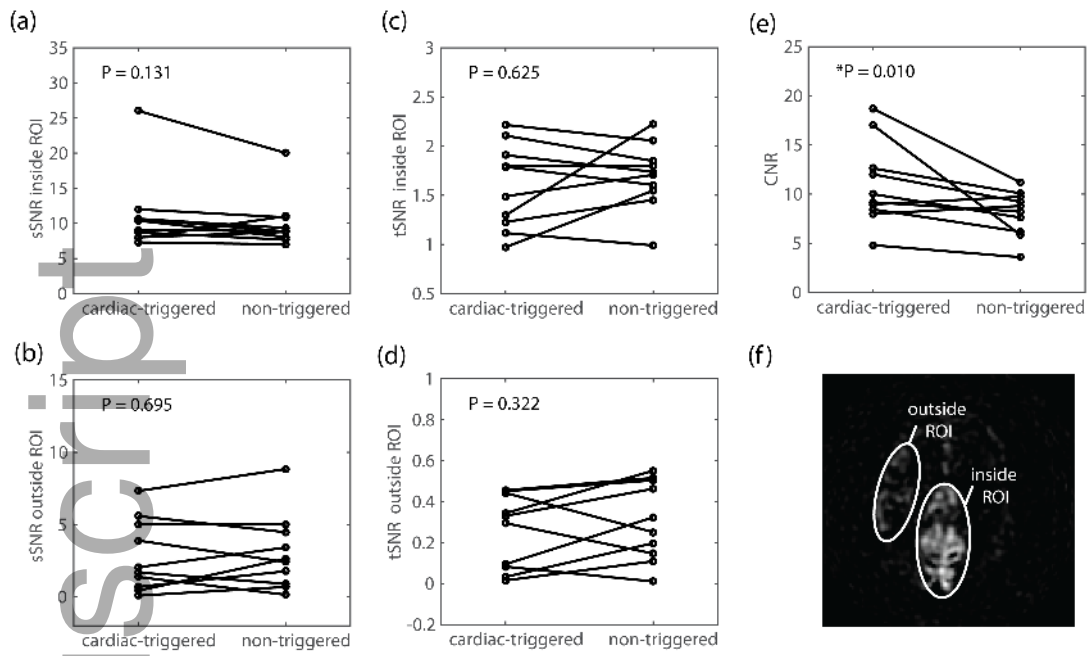 (a)
35
30
25
20
15
10
5
0
P = 0.131
sSNR inside ROI
cardiac-triggered non-triggered
(c)
3
2.5
2
1.5
1
0.5
P = 0.625
tSNR inside ROI
cardiac-triggered non-triggered
(e)
25
20
15
10
5
0
*P = 0.010
CNR
cardiac-triggered non-triggered
(b)
15
10
5
0
P = 0.695
sSNR outside ROI
cardiac-triggered non-triggered
(d)
1
0.8
0.6
0.4
0.2
0
-0.2
P = 0.322
tSNR outside ROI
cardiac-triggered non-triggered
(f)
outside
ROI
inside
ROI
script